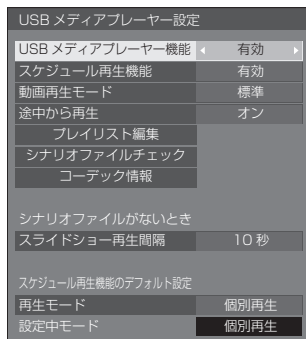 USB メディアプレーヤー設定
USB メディアプレーヤー機能 有効
スケジュール再生機能 有効
動画再生モード 標準
途中から再生 オン
プレイリスト編集
シナリオファイルチェック
コーデック情報
シナリオファイルがないとき
スライドショー再生間隔 10 秒
スケジュール再生機能のデフォルト設定
再生モード 個別再生
設定中モード 個別再生